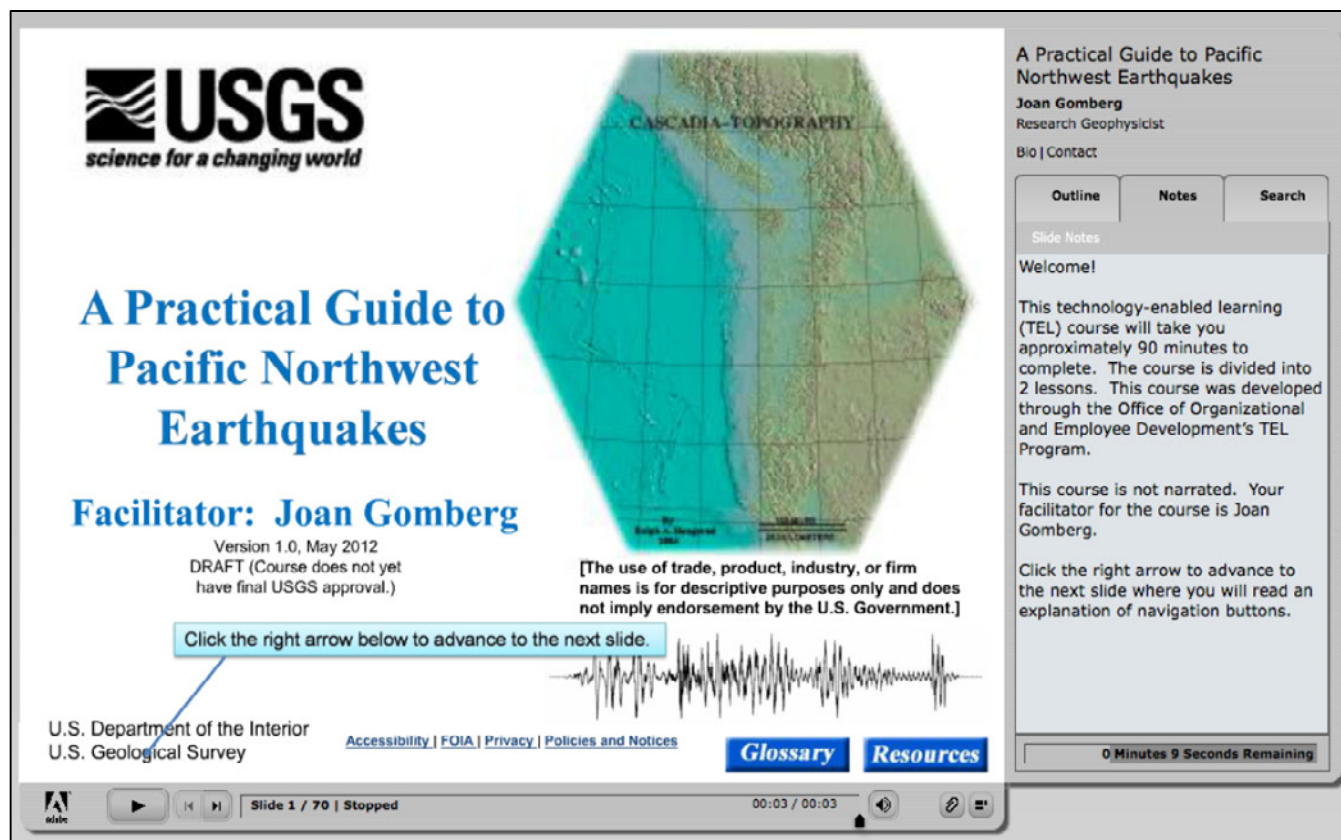 USGS
science for a changing world
CASCADIA-TOPOGRAPHY
A Practical Guide to
Pacific Northwest
Earthquakes
Facilitator: Joan Gomberg
Version 1.0, May 2012
DRAFT (Course does not yet
have final USGS approval.)
By
[The use of trade, product, industry, or firm
names is for descriptive purposes only and does
not imply endorsement by the U.S. Government.]
Click the right arrow below to advance to the next slide.
U.S. Department of the Interior
U.S. Geological Survey
Accessibility | FOIA | Privacy | Policies and Notices
Glossary
Resources
Adobe
Slide 1 / 70 | Stopped
00:03 / 00:03
A Practical Guide to Pacific
Northwest Earthquakes
Joan Gomberg
Research Geophysicist
Bio | Contact
Outline
Notes
Search
Slide Notes
Welcome!
This technology-enabled learning
(TEL) course will take you
approximately 90 minutes to
complete. The course is divided into
2 lessons. This course was developed
through the Office of Organizational
and Employee Development's TEL
Program.
This course is not narrated. Your
facilitator for the course is Joan
Gomberg.
Click the right arrow to advance to
the next slide where you will read an
explanation of navigation buttons.
0 Minutes 9 Seconds Remaining